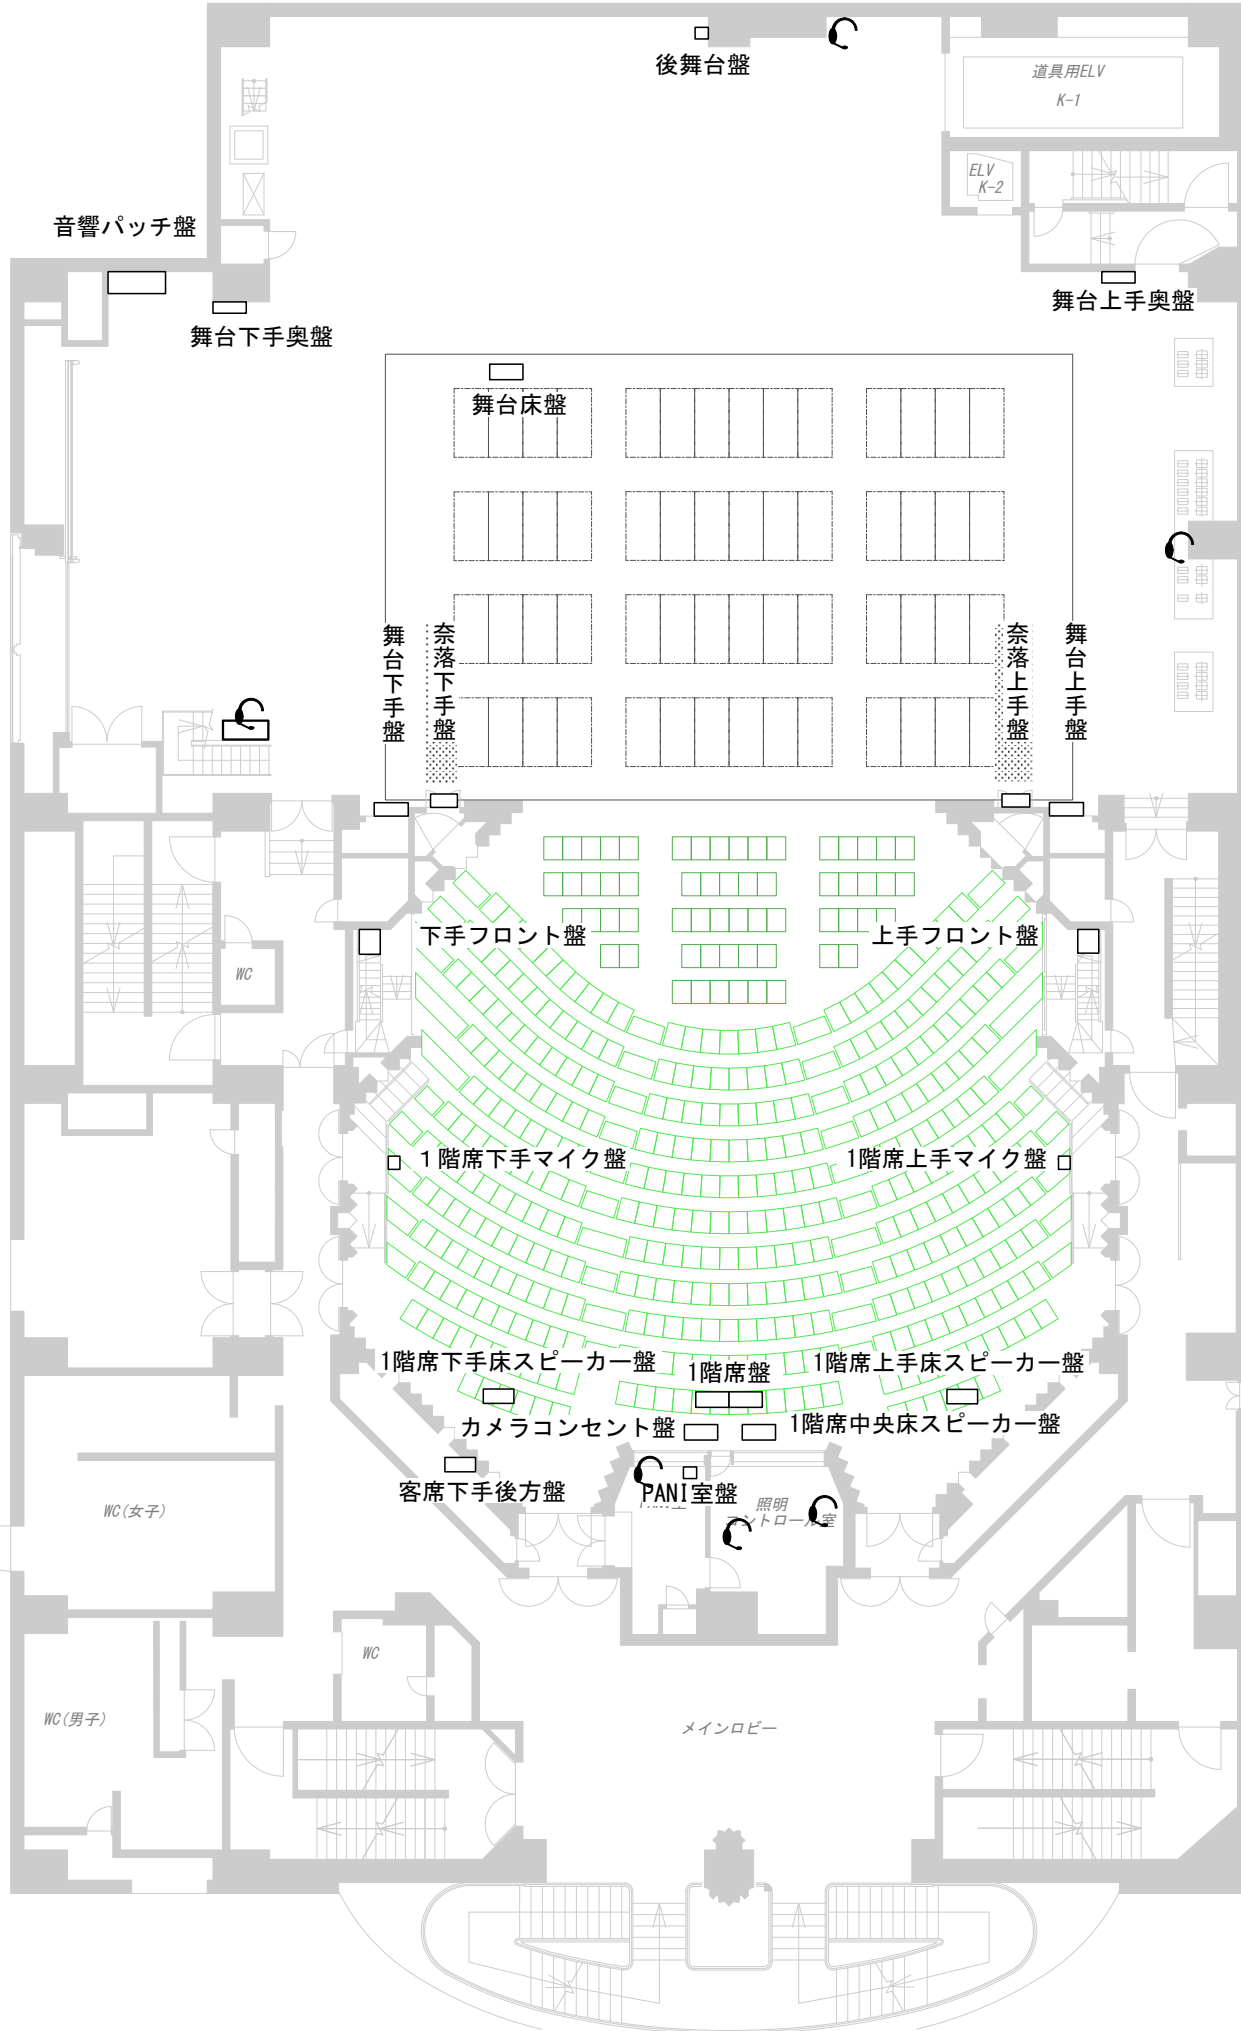 後舞台盤
道具用ELV
K-1
ELV
K-2
音響パッチ盤
舞台下手奥盤
舞台上手奥盤
舞台床盤
舞台下手盤
奈落下手盤
奈落上手盤
舞台上手盤
下手フロント盤
上手フロント盤
WC
１階席下手マイク盤
1階席上手マイク盤
1階席下手床スピーカー盤
1階席盤
1階席上手床スピーカー盤
カメラコンセント盤
1階席中央床スピーカー盤
客席下手後方盤
PANI室盤
照明
コントロール室
WC(女子)
WC
WC(男子)
メインロビー